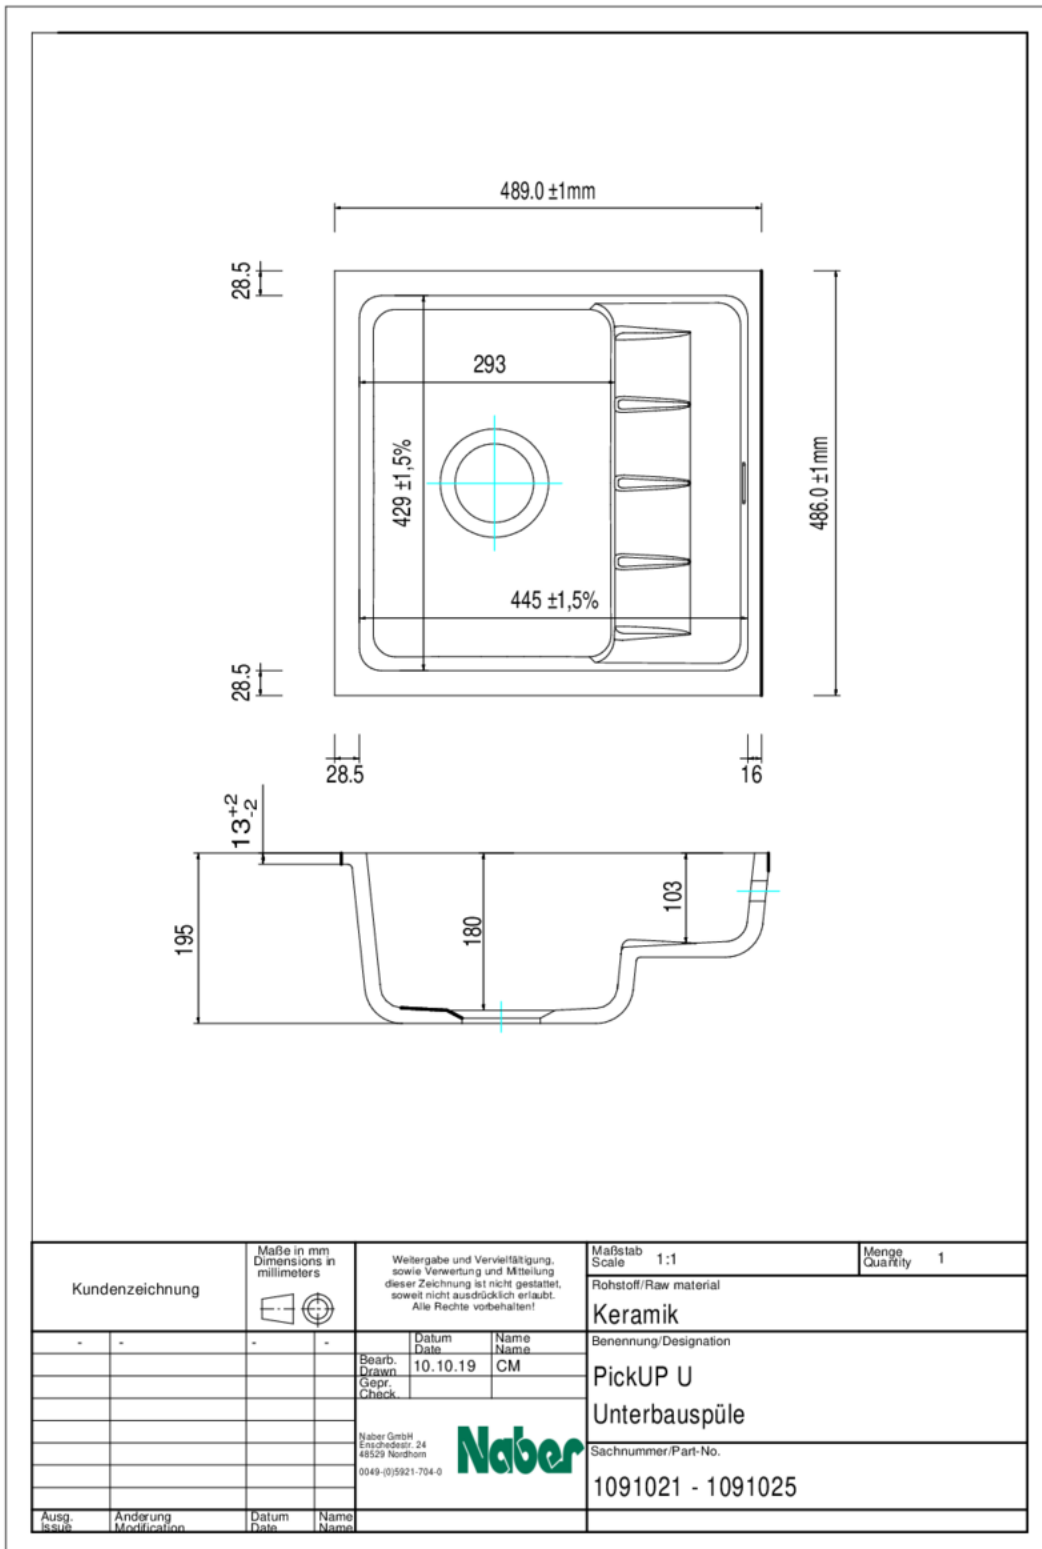 489.0 ±1mm
28.5
293
429 ±1,5%
486.0 ±1mm
445 ±1,5%
28.5
28.5
16
13 +2 -2
195
180
103
Kundenzeichnung
Maße in mm
Dimensions in
millimeters
Weitergabe und Vervielfältigung,
sowie Verwertung und Mitteilung
dieser Zeichnung ist nicht gestattet,
soweit nicht ausdrücklich erlaubt.
Alle Rechte vorbehalten!
Maßstab
Scale 1:1
Menge
Quantity 1
Rohstoff/Raw material
Keramik
- - - -
Datum Name
Date Name
Bearb.
Drawn 10.10.19 CM
Gepr.
Check.
Benennung/Designation
PickUP U
Unterbauspüle
Naber GmbH
Enschedestr. 24
48529 Nordhorn
0049-(0)5921-704-0
Naber
Sachnummer/Part-No.
1091021 - 1091025
Ausg. Änderung Datum Name
Issue Modification Date Name